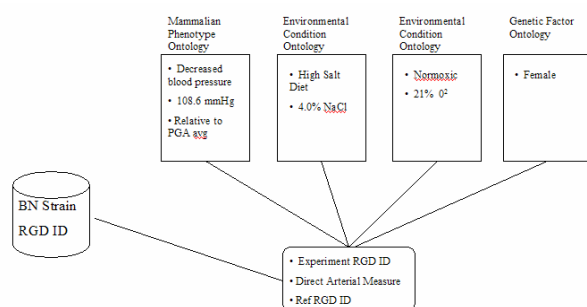 Mammalian
Phenotype
Ontology
• Decreased
blood pressure
• 108.6 mmHg
• Relative to
PGA avg
Environmental
Condition
Ontology
• High Salt
Diet
• 4.0% NaCl
Environmental
Condition
Ontology
• Normoxic
• 21% 0²
Genetic Factor
Ontology
• Female
BN Strain
RGD ID
• Experiment RGD ID
• Direct Arterial Measure
• Ref RGD ID